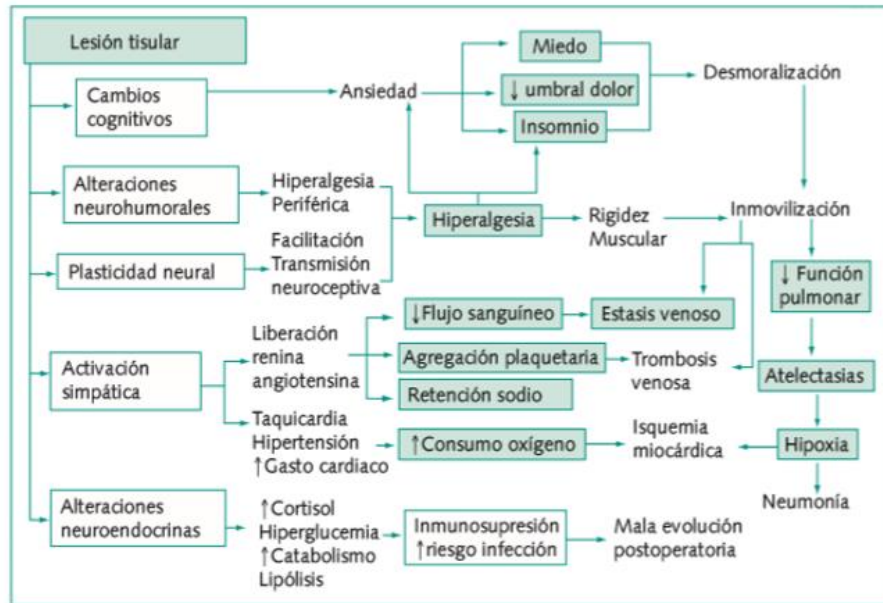 Lesión tisular
Cambios
cognitivos
Ansiedad
Miedo
↓ umbral dolor
Insomnio
Desmoralización
Alteraciones
neurohumorales
Hiperalgesia
Periférica
Hiperalgesia
Rigidez
Muscular
Inmovilización
Plasticidad neural
Facilitación
Transmisión
neuroceptiva
↓ Función
pulmonar
Activación
simpática
Liberación
renina
angiotensina
↓Flujo sanguíneo
Estasis venoso
Agregación plaquetaria
Trombosis
venosa
Retención sodio
Atelectasias
Taquicardia
Hipertensión
↑Gasto cardiaco
↑Consumo oxígeno
Isquemia
miocárdica
Hipoxia
Neumonía
Alteraciones
neuroendocrinas
↑Cortisol
Hiperglucemia
↑Catabolismo
Lipólisis
Inmunosupresión
↑riesgo infección
Mala evolución
postoperatoria